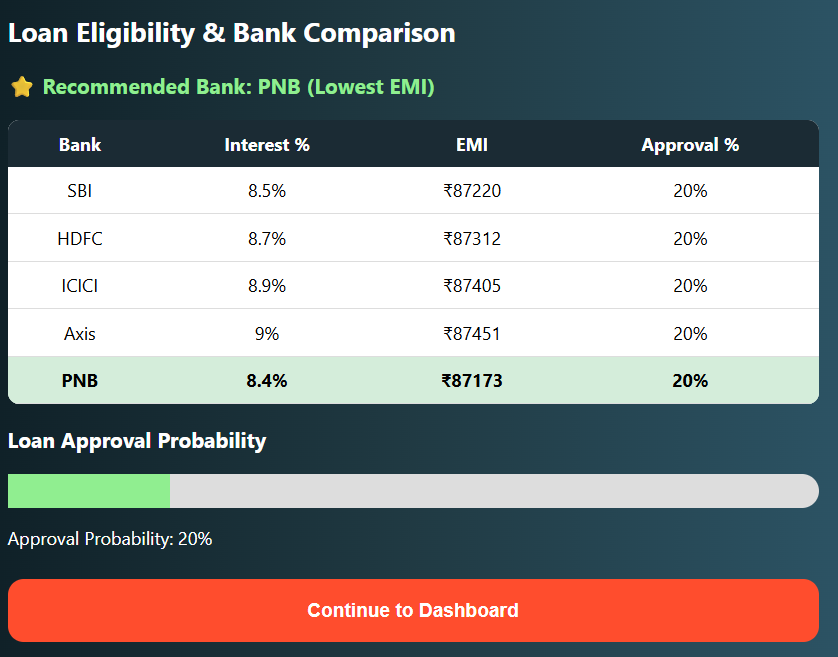 Loan Eligibility & Bank Comparison
⭐ Recommended Bank: PNB (Lowest EMI)
Bank Interest % EMI Approval %
SBI 8.5% ₹87220 20%
HDFC 8.7% ₹87312 20%
ICICI 8.9% ₹87405 20%
Axis 9% ₹87451 20%
PNB 8.4% ₹87173 20%
Loan Approval Probability
Approval Probability: 20%
Continue to Dashboard